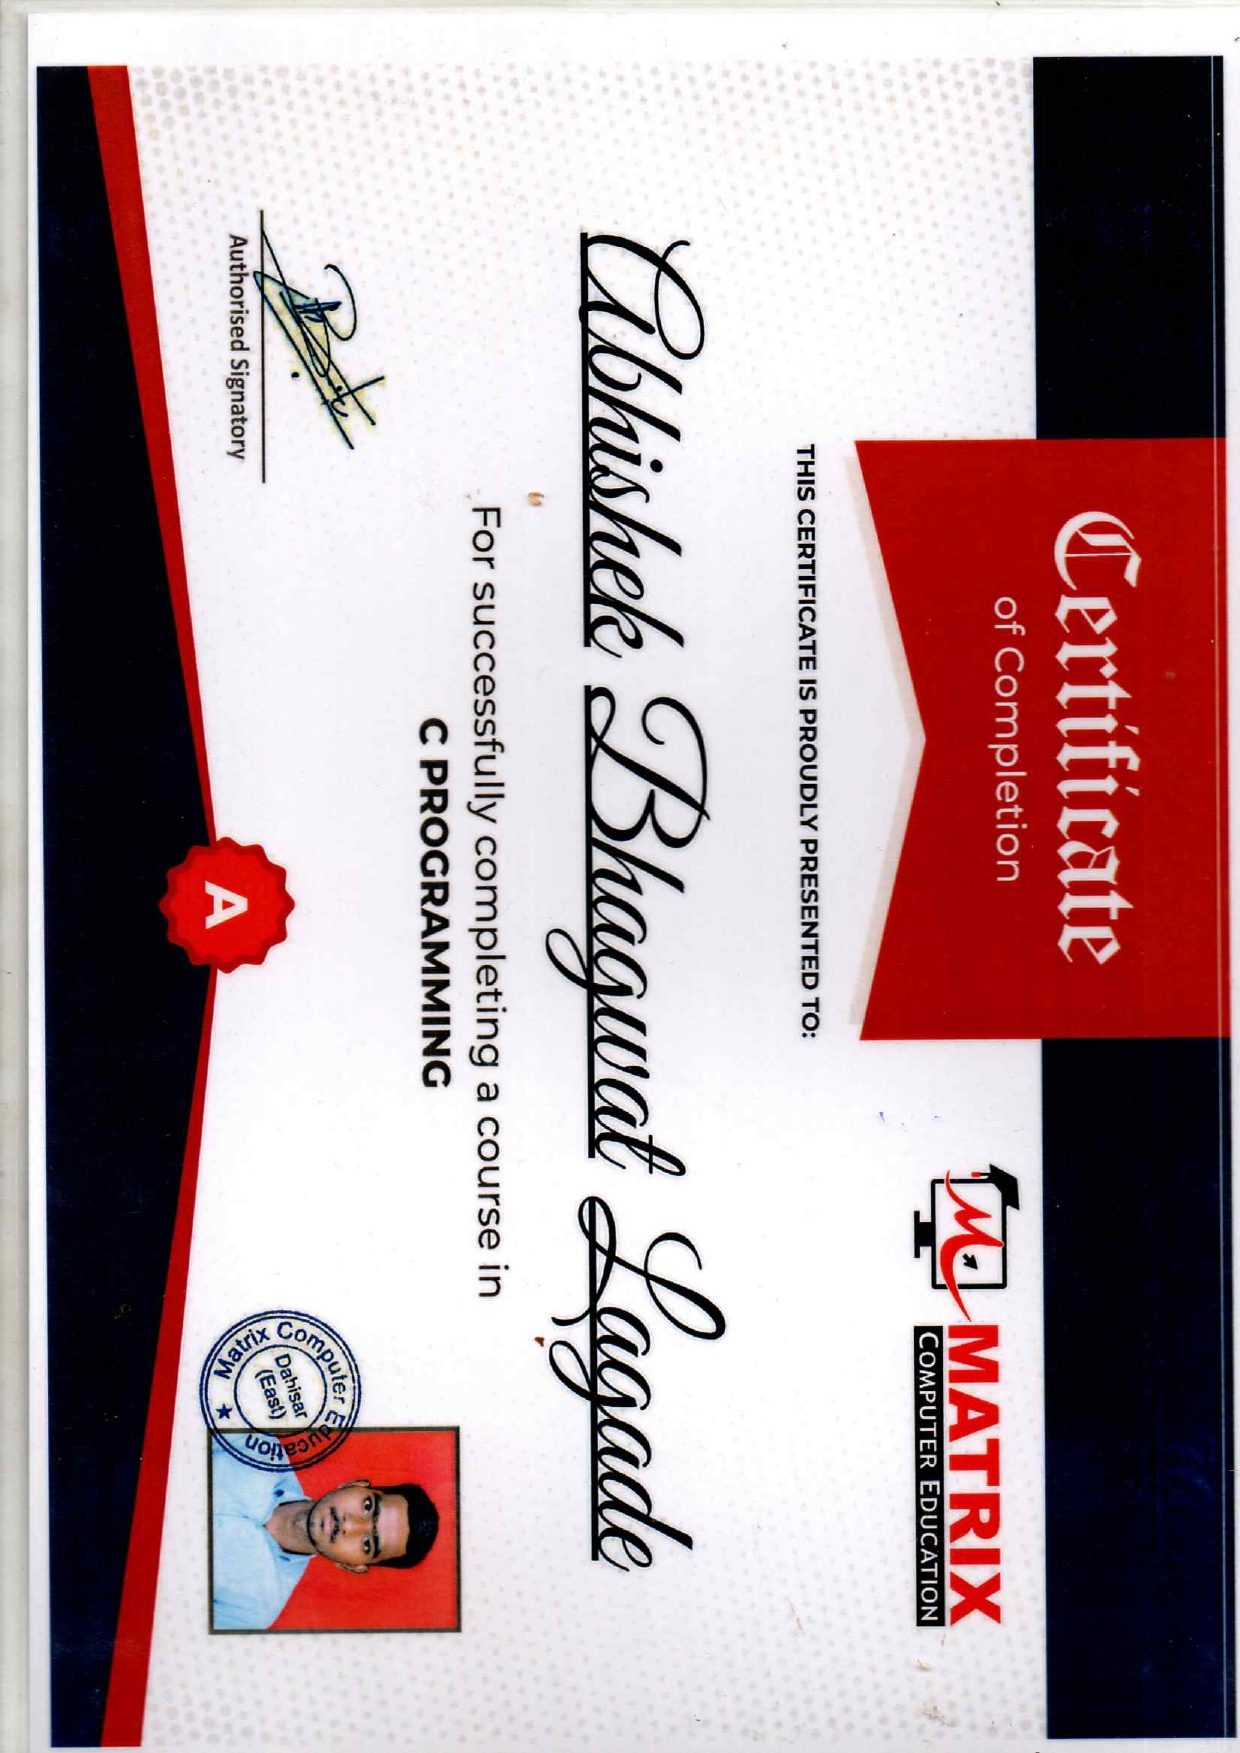 Certificate
of Completion
MATRIX
COMPUTER EDUCATION
THIS CERTIFICATE IS PROUDLY PRESENTED TO:
Abhishek Bhagwat Lagade
For successfully completing a course in
C PROGRAMMING
Authorised Signatory
A
Matrix Computer Education
Dahisar
(East)